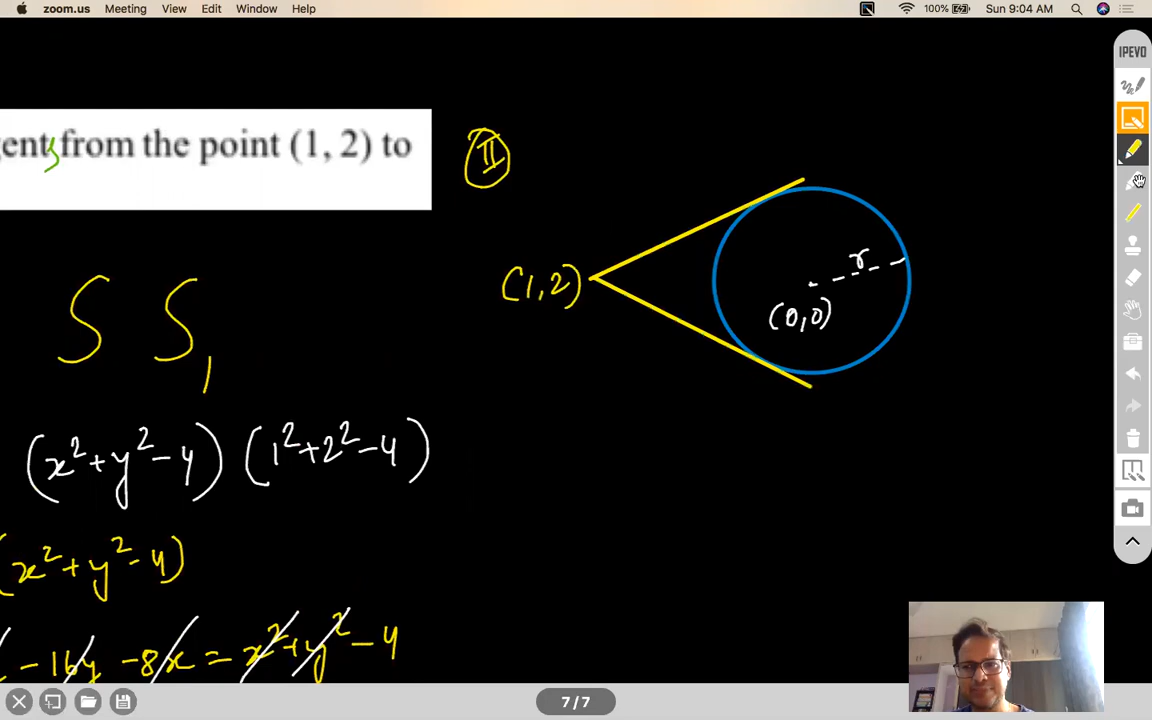 zoom.us Meeting View Edit Window Help 100% Sun 9:04 AM
IPEVO
from the point (1, 2) to
II
(1,2)
r
(0,0)
S S₁
(x²+y²-4) (1²+2²-4)
(x²+y²-4)
-16y -8x = x²+y²-4
7/7